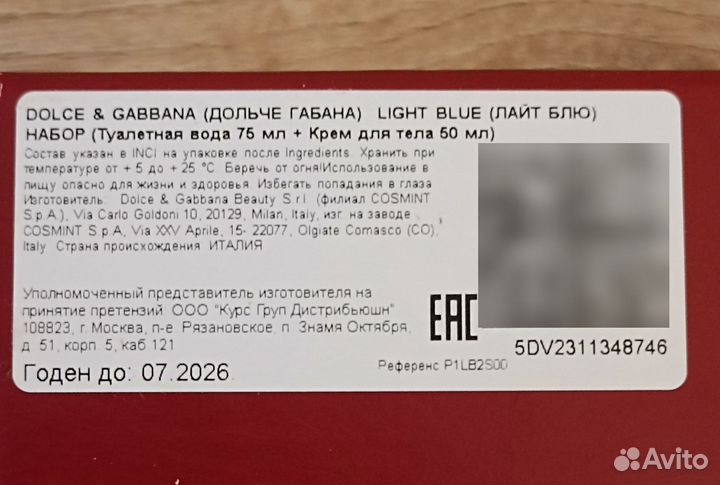 DOLCE & GABBANA (ДОЛЬЧЕ ГАБАНА) LIGHT BLUE (ЛАЙТ БЛЮ)
НАБОР (Туалетная вода 75 мл + Крем для тела 50 мл)
Состав указан в INCI на упаковке после Ingredients. Хранить при
температуре от + 5 до + 25 °C. Беречь от огня!Использование в
пищу опасно для жизни и здоровья. Избегать попадания в глаза
Изготовитель: Dolce & Gabbana Beauty S.r.l. (филиал COSMINT
S.p.A.), Via Carlo Goldoni 10, 20129, Milan, Italy, изг. на заводе
COSMINT S.p.A, Via XXV Aprile, 15- 22077, Olgiate Comasco (CO),
Italy Страна происхождения ИТАЛИЯ
Уполномоченный представитель изготовителя на
принятие претензий ООО "Курс Груп Дистрибьюшн"
108823, г. Москва, п-е Рязановское, п Знамя Октября,
д 51, корп. 5, каб 121
EAC
5DV2311348746
Референс P1LB2S00
Годен до: 07.2026.
Avito